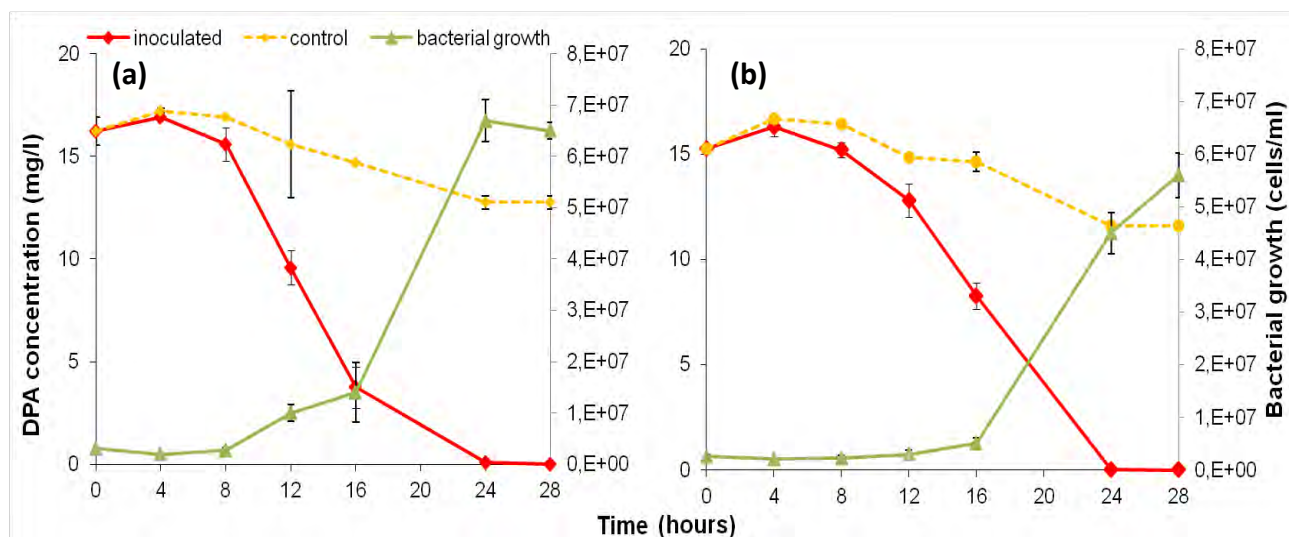 inoculated control bacterial growth
(a)
20
15
10
5
0
DPA concentration (mg/l)
8,E+07
7,E+07
6,E+07
5,E+07
4,E+07
3,E+07
2,E+07
1,E+07
0,E+00
0 4 8 12 16 20 24 28
(b)
20
15
10
5
0
8,E+07
7,E+07
6,E+07
5,E+07
4,E+07
3,E+07
2,E+07
1,E+07
0,E+00
Bacterial growth (cells/ml)
0 4 8 12 16 20 24 28
Time (hours)